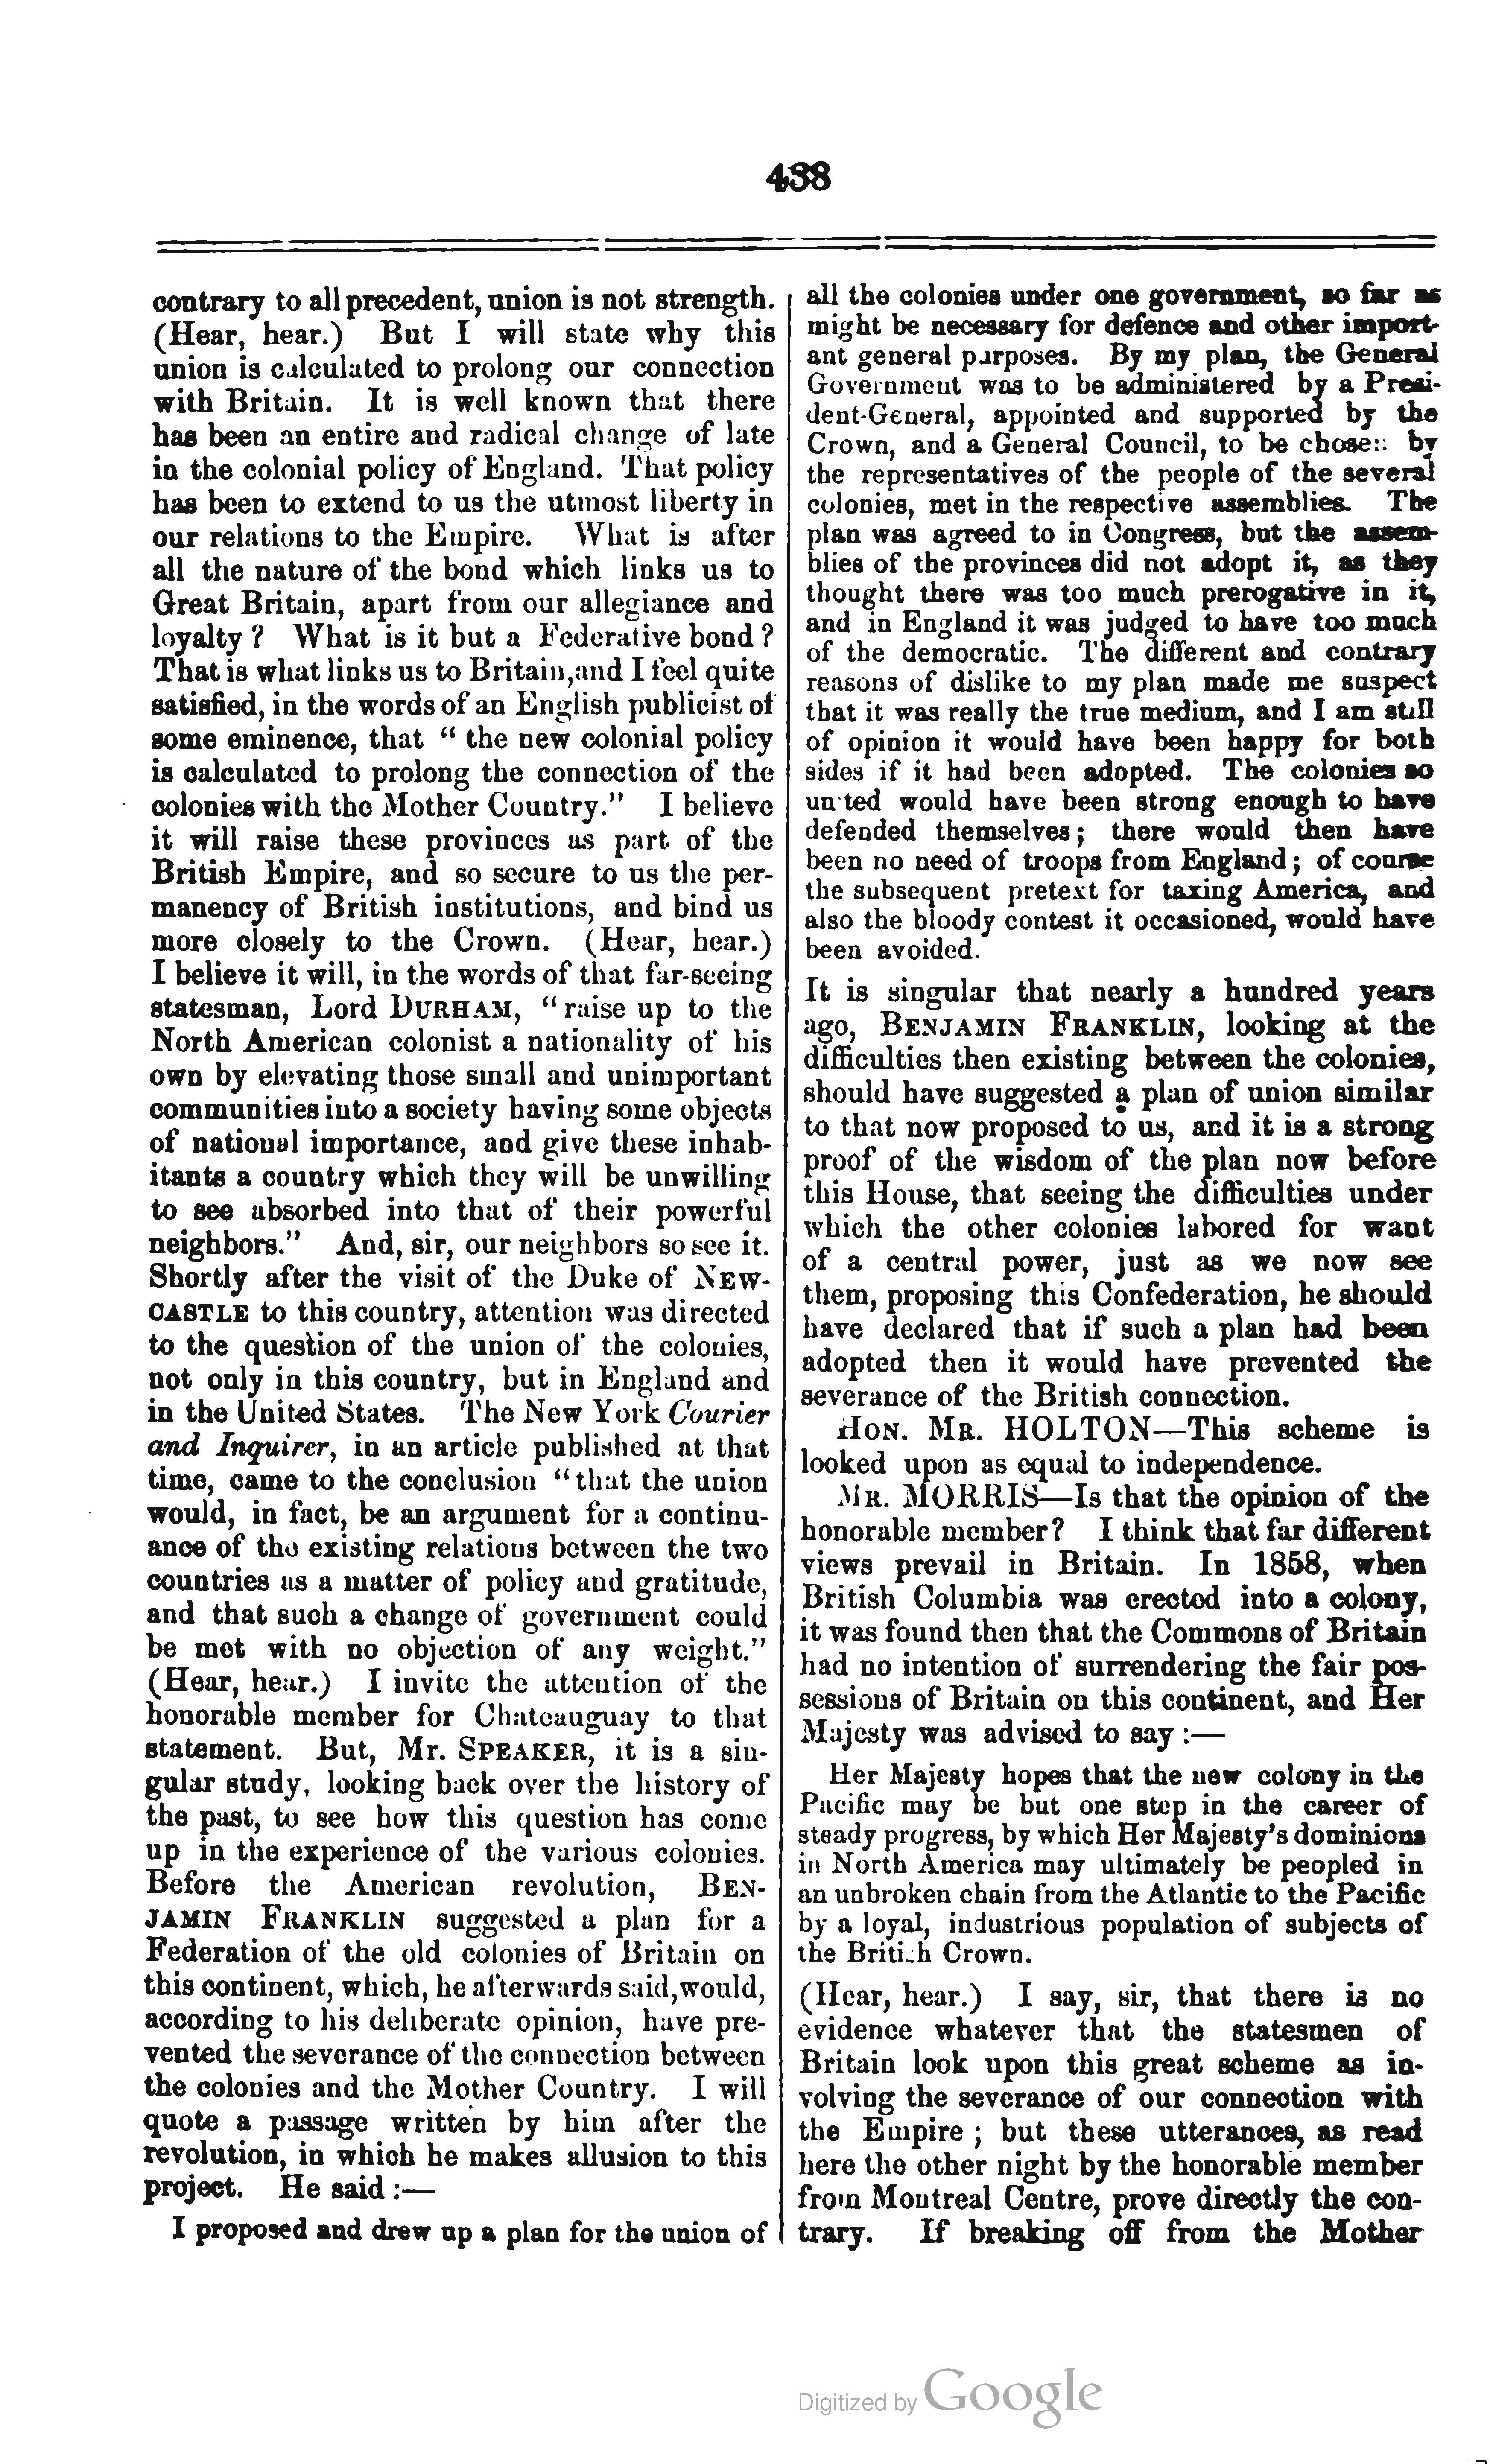 438
contrary to all precedent, union is not strength.
(Hear, hear.) But I will state why this
union is calculated to prolong our connection
with Britain. It is well known that there
has been an entire and radical change of late
in the colonial policy of England. That policy
has been to extend to us the utmost liberty in
our relations to the Empire. What is after
all the nature of the bond which links us to
Great Britain, apart from our allegiance and
loyalty? What is it but a Federative bond?
That is what links us to Britain, and I feel quite
satisfied, in the words of an English publicist of
some eminence, that "the new colonial policy
is calculated to prolong the connection of the
colonies with the Mother Country." I believe
it will raise these provinces as part of the
British Empire, and so secure to us the per-
manency of British institutions, and bind us
more closely to the Crown. (Hear, hear.)
I believe it will, in the words of that far-seeing
statesman, Lord DURHAM, "raise up to the
North American colonist a nationality of his
own by elevating those small and unimportant
communities into a society having some objects
of national importance, and give these inhab-
itants a country which they will be unwilling
to see absorbed into that of their powerful
neighbors." And, sir, our neighbors so see it.
Shortly after the visit of the Duke of NEW-
CASTLE to this country, attention was directed
to the question of the union of the colonies,
not only in this country, but in England and
in the United States. The New York Courier
and Inquirer, in an article published at that
time, came to the conclusion "that the union
would, in fact, be an argument for a continu-
ance of the existing relations between the two
countries as a matter of policy and gratitude,
and that such a change of government could
be met with no objection of any weight."
(Hear, hear.) I invite the attention of the
honorable member for Chateauguay to that
statement. But, Mr. SPEAKER, it is a sin-
gular study, looking back over the history of
the past, to see how this question has come
up in the experience of the various colonies.
Before the American revolution, BEN-
JAMIN FRANKLIN suggested a plan for a
Federation of the old colonies of Britain on
this continent, which, he afterwards said, would,
according to his deliberate opinion, have pre-
vented the severance of the connection between
the colonies and the Mother Country. I will
quote a passage written by him after the
revolution, in which he makes allusion to this
project. He said:—
I proposed and drew up a plan for the union of
all the colonies under one government, so far as
might be necessary for defence and other import-
ant general purposes. By my plan, the General
Government was to be administered by a Presi-
dent-General, appointed and supported by the
Crown, and a General Council, to be chosen by
the representatives of the people of the several
colonies, met in the respective assemblies. The
plan was agreed to in Congress, but the assem-
blies of the provinces did not adopt it, as they
thought there was too much prerogative in it,
and in England it was judged to have too much
of the democratic. The different and contrary
reasons of dislike to my plan made me suspect
that it was really the true medium, and I am still
of opinion it would have been happy for both
sides if it had been adopted. The colonies so
united would have been strong enough to have
defended themselves; there would then have
been no need of troops from England; of course
the subsequent pretext for taxing America, and
also the bloody contest it occasioned, would have
been avoided.
It is singular that nearly a hundred years
ago, BENJAMIN FRANKLIN, looking at the
difficulties then existing between the colonies,
should have suggested a plan of union similar
to that now proposed to us, and it is a strong
proof of the wisdom of the plan now before
this House, that seeing the difficulties under
which the other colonies labored for want
of a central power, just as we now see
them, proposing this Confederation, he should
have declared that if such a plan had been
adopted then it would have prevented the
severance of the British connection.
HON. MR. HOLTON—This scheme is
looked upon as equal to independence.
MR. MORRIS—Is that the opinion of the
honorable member? I think that far different
views prevail in Britain. In 1858, when
British Columbia was erected into a colony,
it was found then that the Commons of Britain
had no intention of surrendering the fair pos-
sessions of Britain on this continent, and Her
Majesty was advised to say:—
Her Majesty hopes that the new colony in the
Pacific may be but one step in the career of
steady progress, by which Her Majesty's dominions
in North America may ultimately be peopled in
an unbroken chain from the Atlantic to the Pacific
by a loyal, industrious population of subjects of
the British Crown.
(Hear, hear.) I say, sir, that there is no
evidence whatever that the statesmen of
Britain look upon this great scheme as in-
volving the severance of our connection with
the Empire; but these utterances, as read
here the other night by the honorable member
from Montreal Centre, prove directly the con-
trary. If breaking off from the Mother
Digitized by Google